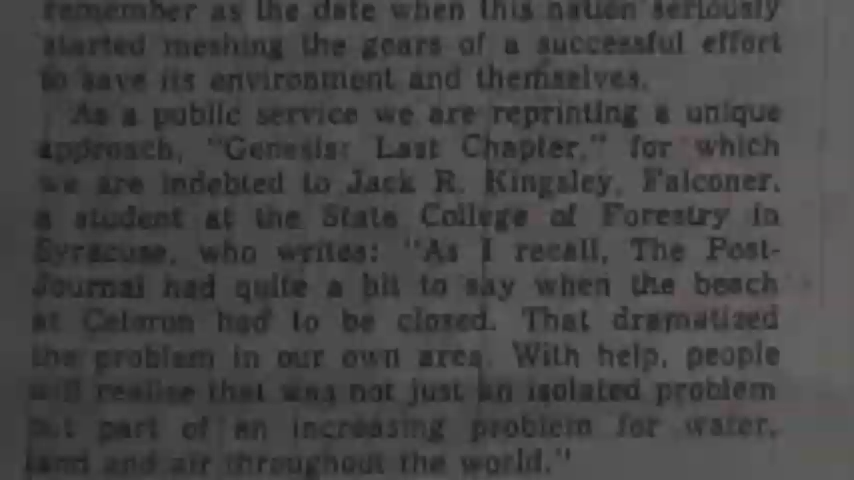 remember as the date when this nation seriously
started meshing the gears of a successful effort
to save its environment and themselves.
As a public service we are reprinting a unique
approach, "Genesis: Last Chapter," for which
we are indebted to Jack R. Kingsley, Falconer,
a student at the State College of Forestry in
Syracuse, who writes: "As I recall, The Post-
Journal had quite a bit to say when the beach
at Celoron had to be closed. That dramatized
the problem in our own area. With help, people
will realize that was not just an isolated problem
but part of an increasing problem for water,
land and air throughout the world."